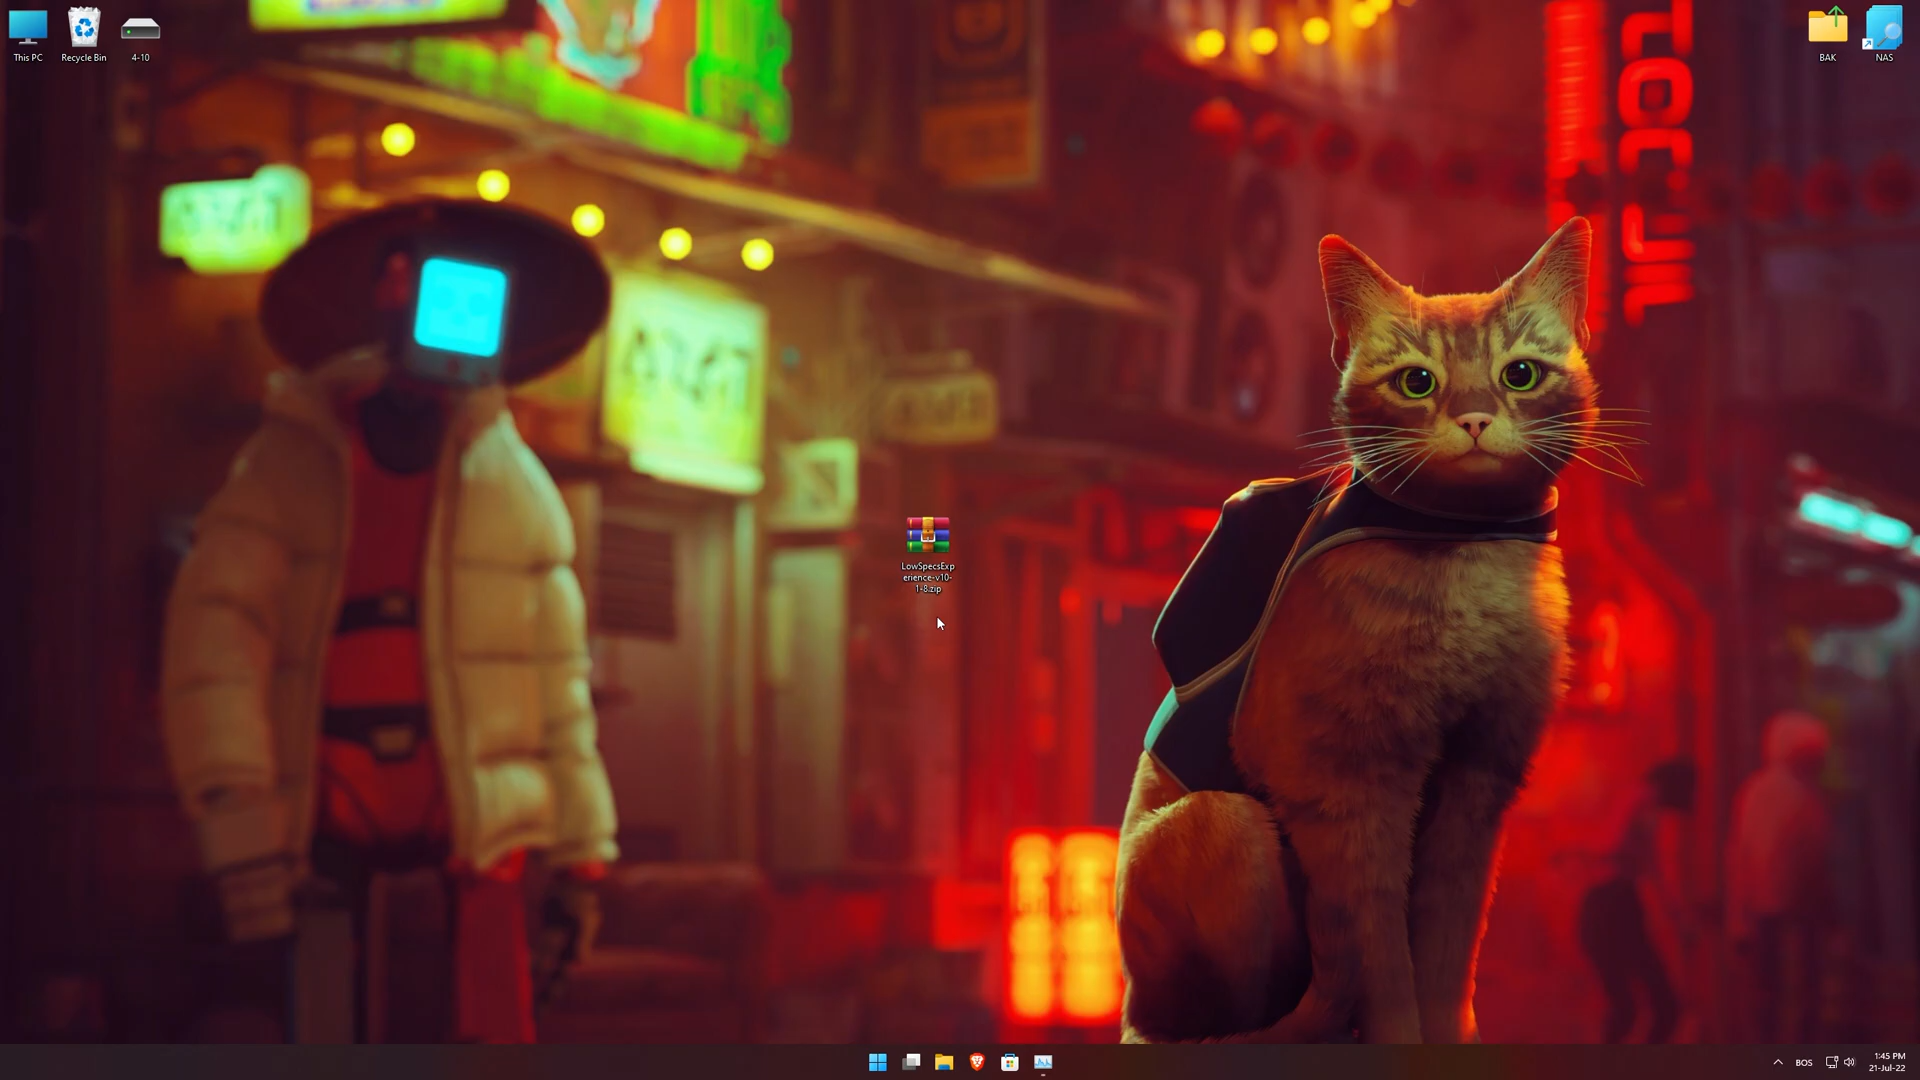 This PC
Recycle Bin
4-10
BAK
NAS
LowSpecsExp
erience-v10-
1-8.zip
BOS
1:45 PM
21-Jul-22